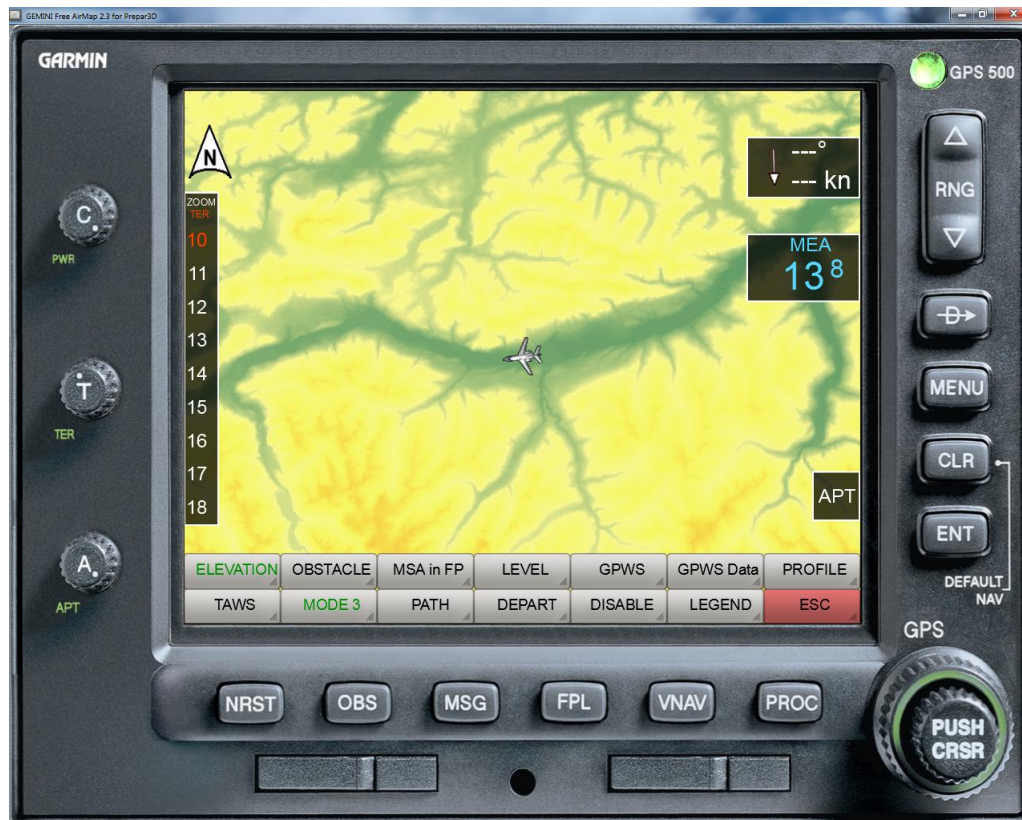 GEMINI Free AirMap 2.3 for Prepar3D
GARMIN
GPS 500
N
---°
--- kn
RNG
C
PWR
ZOOM
TER
10
11
12
13
14
15
16
17
18
MEA
13 8
D
MENU
T
TER
CLR
APT
ENT
A
APT
DEFAULT
NAV
ELEVATION OBSTACLE MSA in FP LEVEL GPWS GPWS Data PROFILE
TAWS MODE 3 PATH DEPART DISABLE LEGEND ESC
GPS
NRST OBS MSG FPL VNAV PROC
PUSH
CRSR